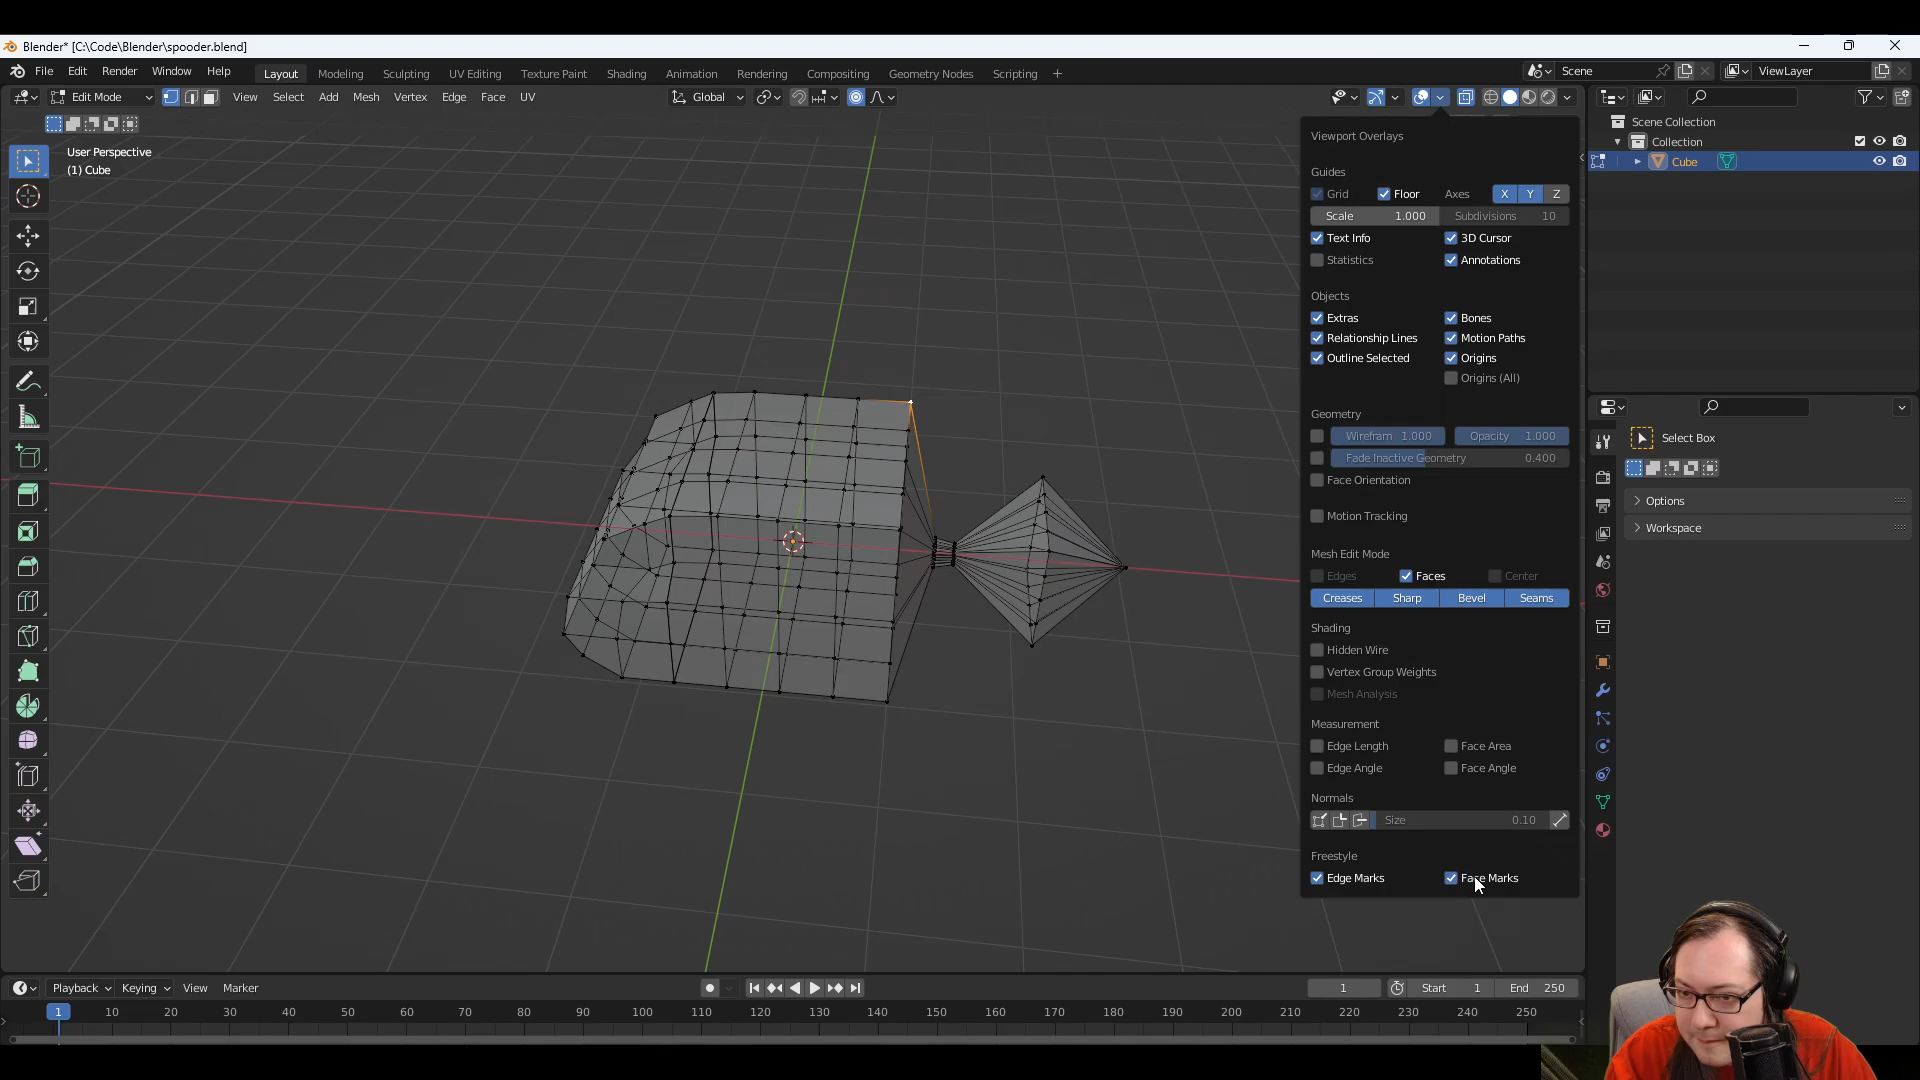 Blender* [C:\Code\Blender\spooder.blend]
File Edit Render Window Help Layout Modeling Sculpting UV Editing Texture Paint Shading Animation Rendering Compositing Geometry Nodes Scripting + Scene ViewLayer
Edit Mode View Select Add Mesh Vertex Edge Face UV Global
User Perspective
(1) Cube
Viewport Overlays
Guides
Grid Floor Axes X Y Z
Scale 1.000 Subdivisions 10
Text Info 3D Cursor
Statistics Annotations
Objects
Extras Bones
Relationship Lines Motion Paths
Outline Selected Origins
Origins (All)
Geometry
Wirefram 1.000 Opacity 1.000
Fade Inactive Geometry 0.400
Face Orientation
Motion Tracking
Mesh Edit Mode
Edges Faces Center
Creases Sharp Bevel Seams
Shading
Hidden Wire
Vertex Group Weights
Mesh Analysis
Measurement
Edge Length Face Area
Edge Angle Face Angle
Normals
Size 0.10
Freestyle
Edge Marks Face Marks
Scene Collection
Collection
Cube
Select Box
Options
Workspace
Playback Keying View Marker 1 Start 1 End 250
1 10 20 30 40 50 60 70 80 90 100 110 120 130 140 150 160 170 180 190 200 210 220 230 240 250